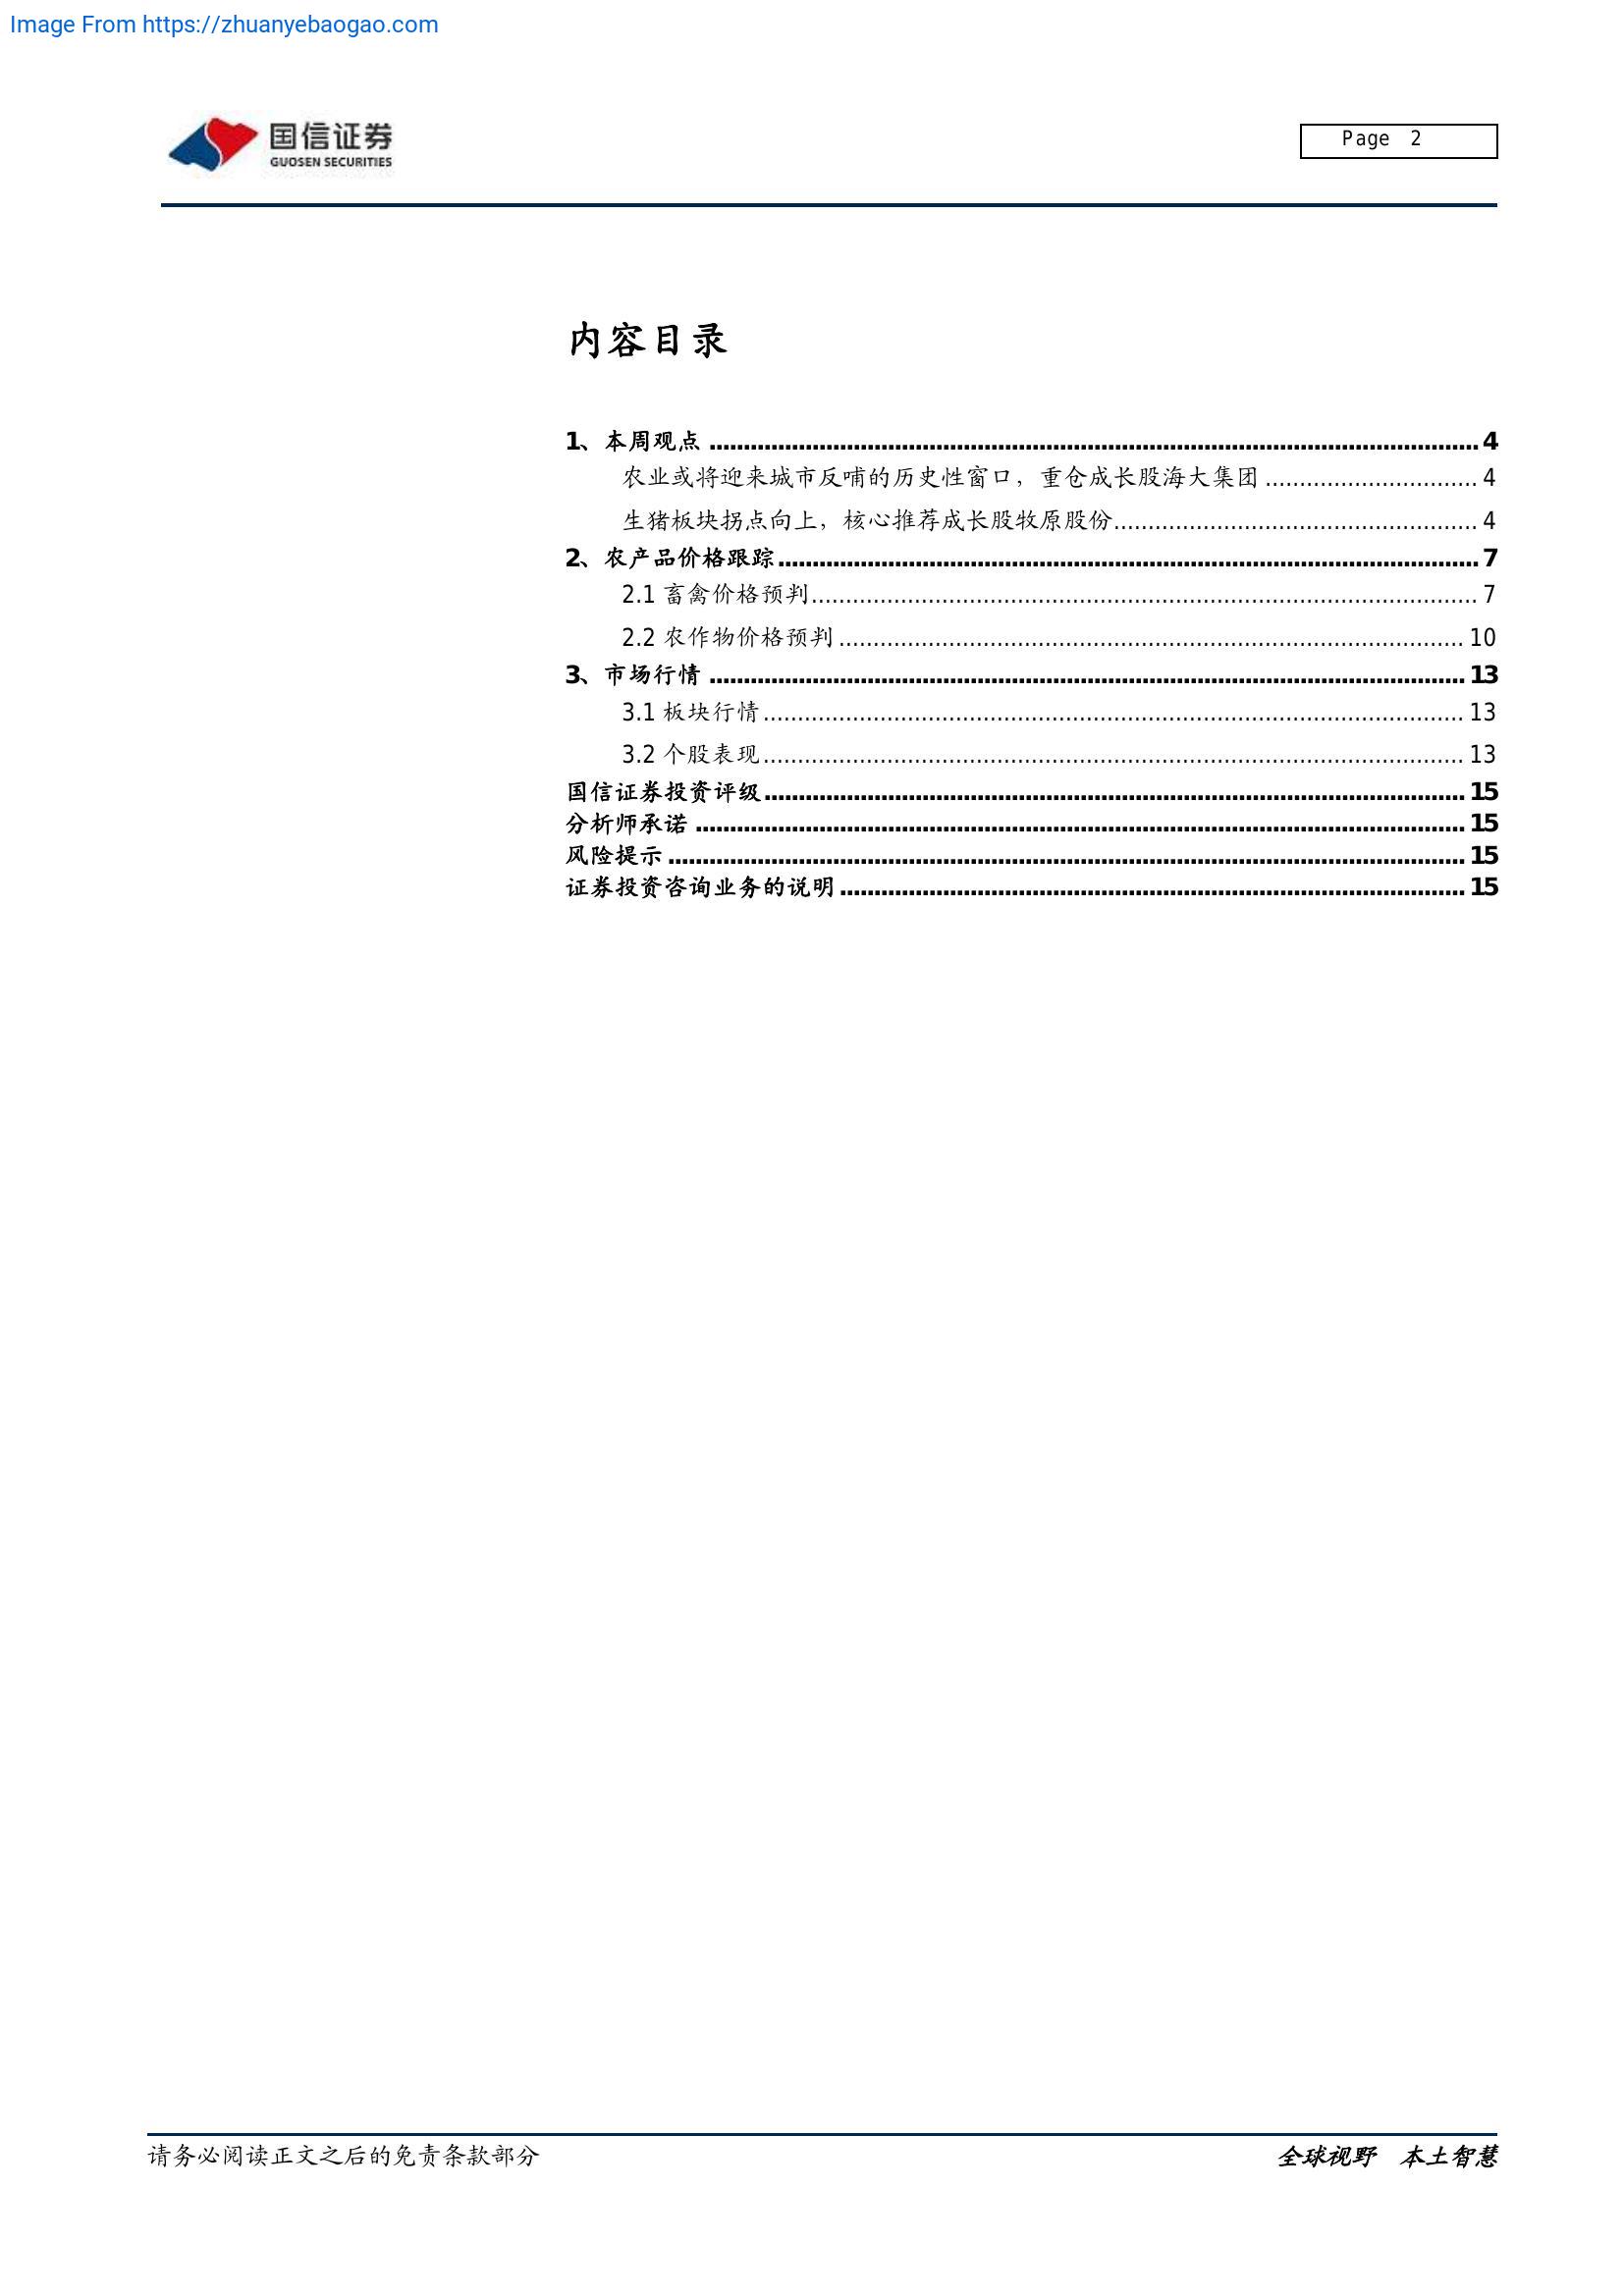 Image From https://zhuanyebaogao.com
国信证券
GUOSEN SECURITIES
Page 2
内容目录
1、本周观点 ........................................................ 4
农业或将迎来城市反哺的历史性窗口，重仓成长股海大集团 ............................... 4
生猪板块拐点向上，核心推荐成长股牧原股份..................................................... 4
2、农产品价格跟踪........................................................ 7
2.1 畜禽价格预判........................................................ 7
2.2 农作物价格预判 ........................................................ 10
3、市场行情 ........................................................ 13
3.1 板块行情........................................................ 13
3.2 个股表现........................................................ 13
国信证券投资评级........................................................ 15
分析师承诺 ........................................................ 15
风险提示 ........................................................ 15
证券投资咨询业务的说明 ........................................................ 15
请务必阅读正文之后的免责条款部分
全球视野 本土智慧